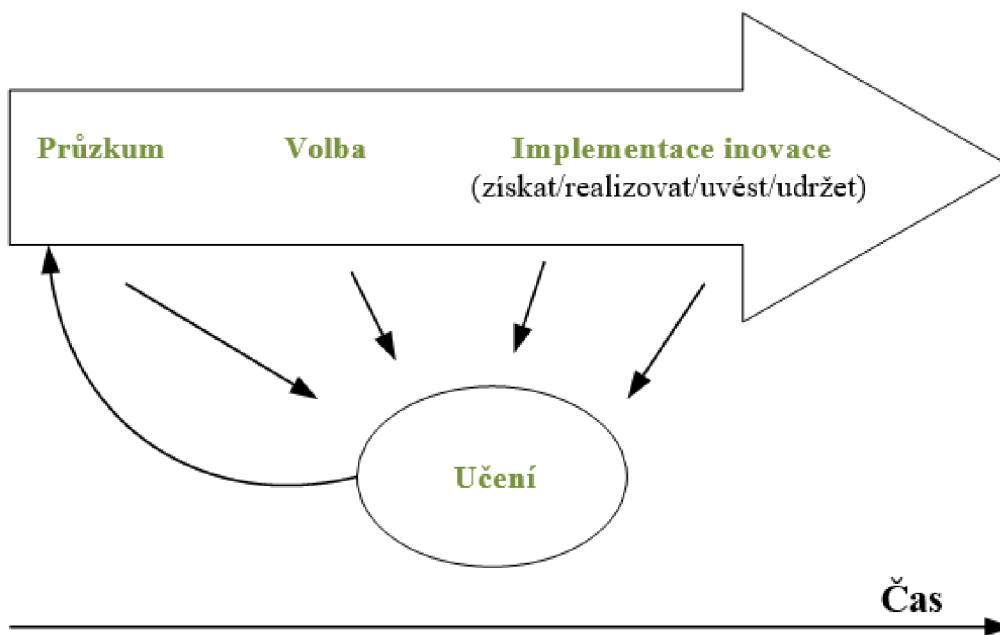 Průzkum Volba Implementace inovace
(získat/realizovat/uvést/udržet)
Učení
Čas